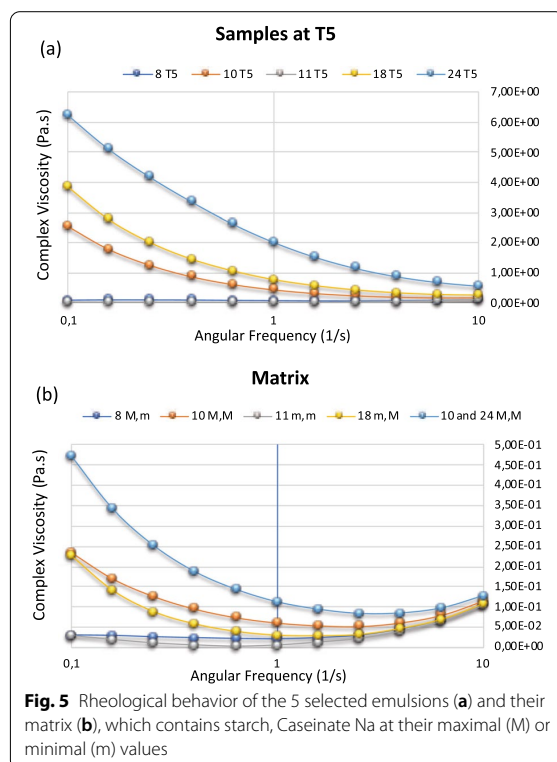 Samples at T5
(a)
8 T5 10 T5 11 T5 18 T5 24 T5
7,00E+00
6,00E+00
5,00E+00
4,00E+00
3,00E+00
2,00E+00
1,00E+00
0,00E+00
Complex Viscosity (Pa.s)
0,1 1 10
Angular Frequency (1/s)
Matrix
(b)
8 M,m 10 M,M 11 m,m 18 m,M 10 and 24 M,M
5,00E-01
4,50E-01
4,00E-01
3,50E-01
3,00E-01
2,50E-01
2,00E-01
1,50E-01
1,00E-01
5,00E-02
0,00E+00
Complex Viscosity (Pa.s)
0,1 1 10
Angular Frequency (1/s)
Fig. 5 Rheological behavior of the 5 selected emulsions (a) and their
matrix (b), which contains starch, Caseinate Na at their maximal (M) or
minimal (m) values